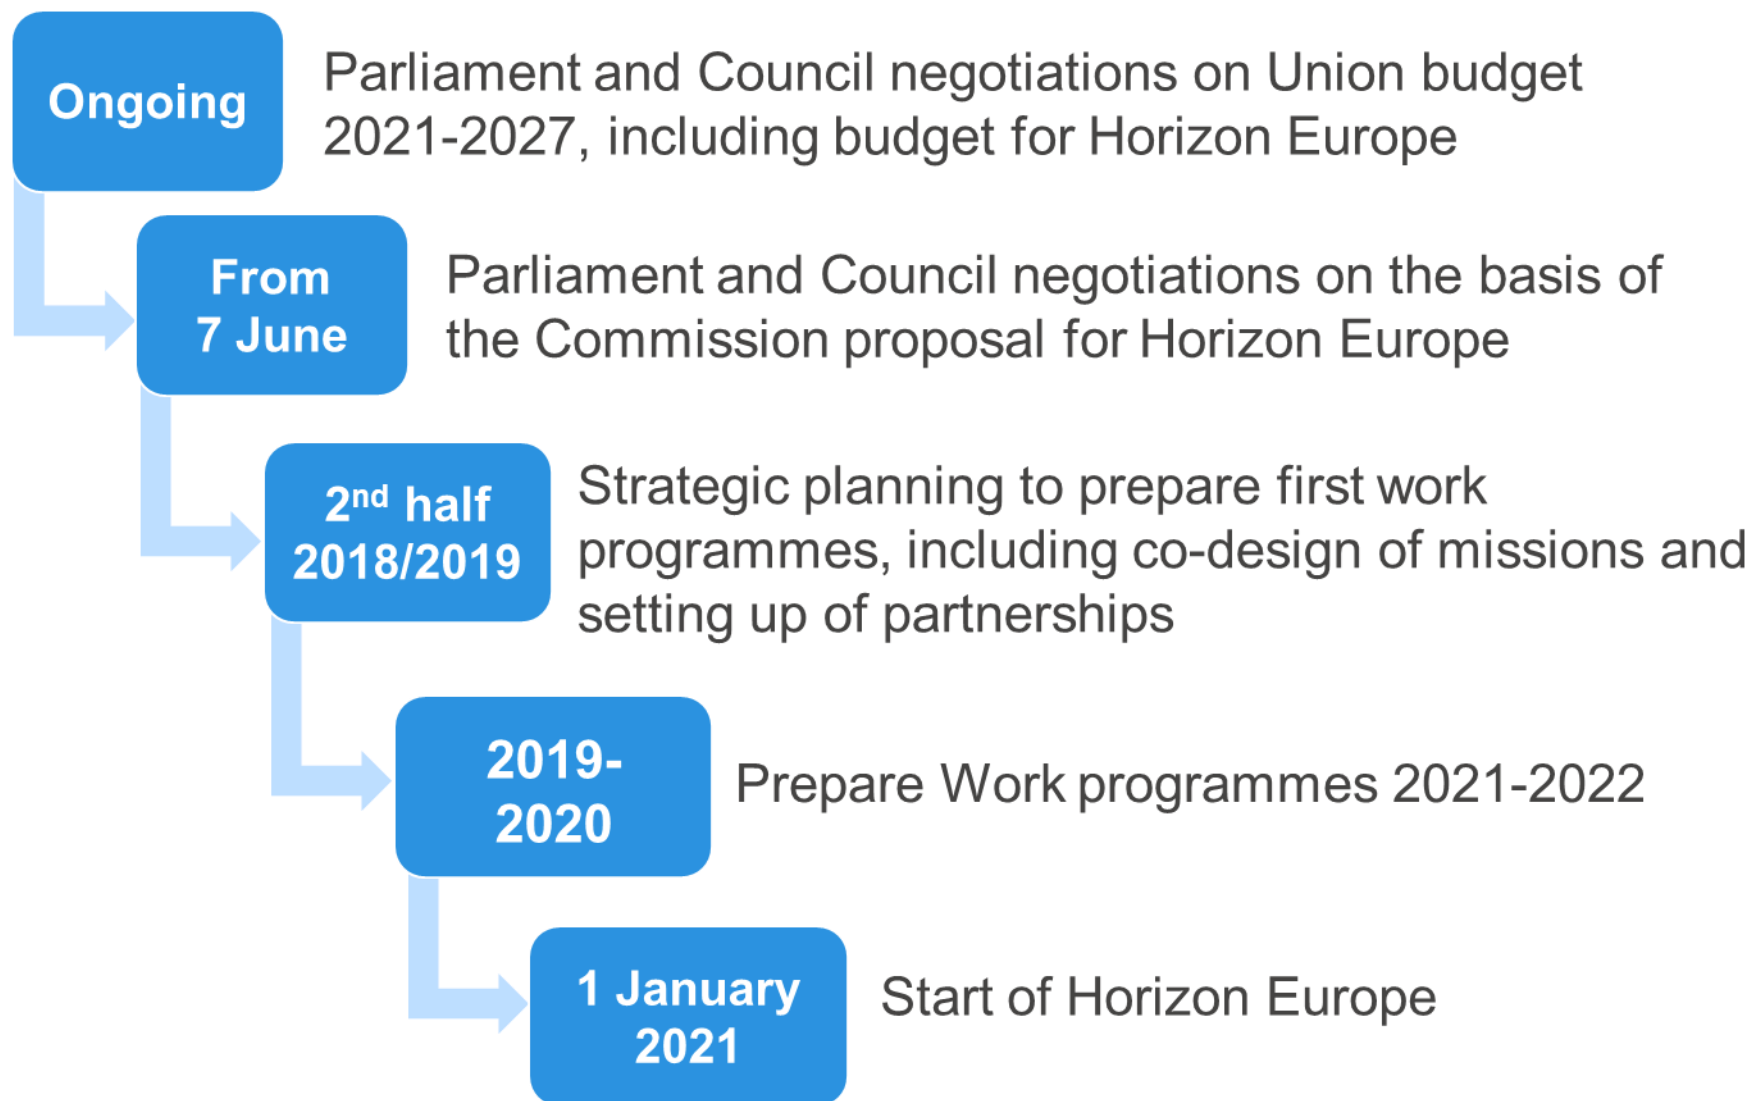 Ongoing
Parliament and Council negotiations on Union budget
2021-2027, including budget for Horizon Europe
From
7 June
Parliament and Council negotiations on the basis of
the Commission proposal for Horizon Europe
2nd half
2018/2019
Strategic planning to prepare first work
programmes, including co-design of missions and
setting up of partnerships
2019-
2020
Prepare Work programmes 2021-2022
1 January
2021
Start of Horizon Europe